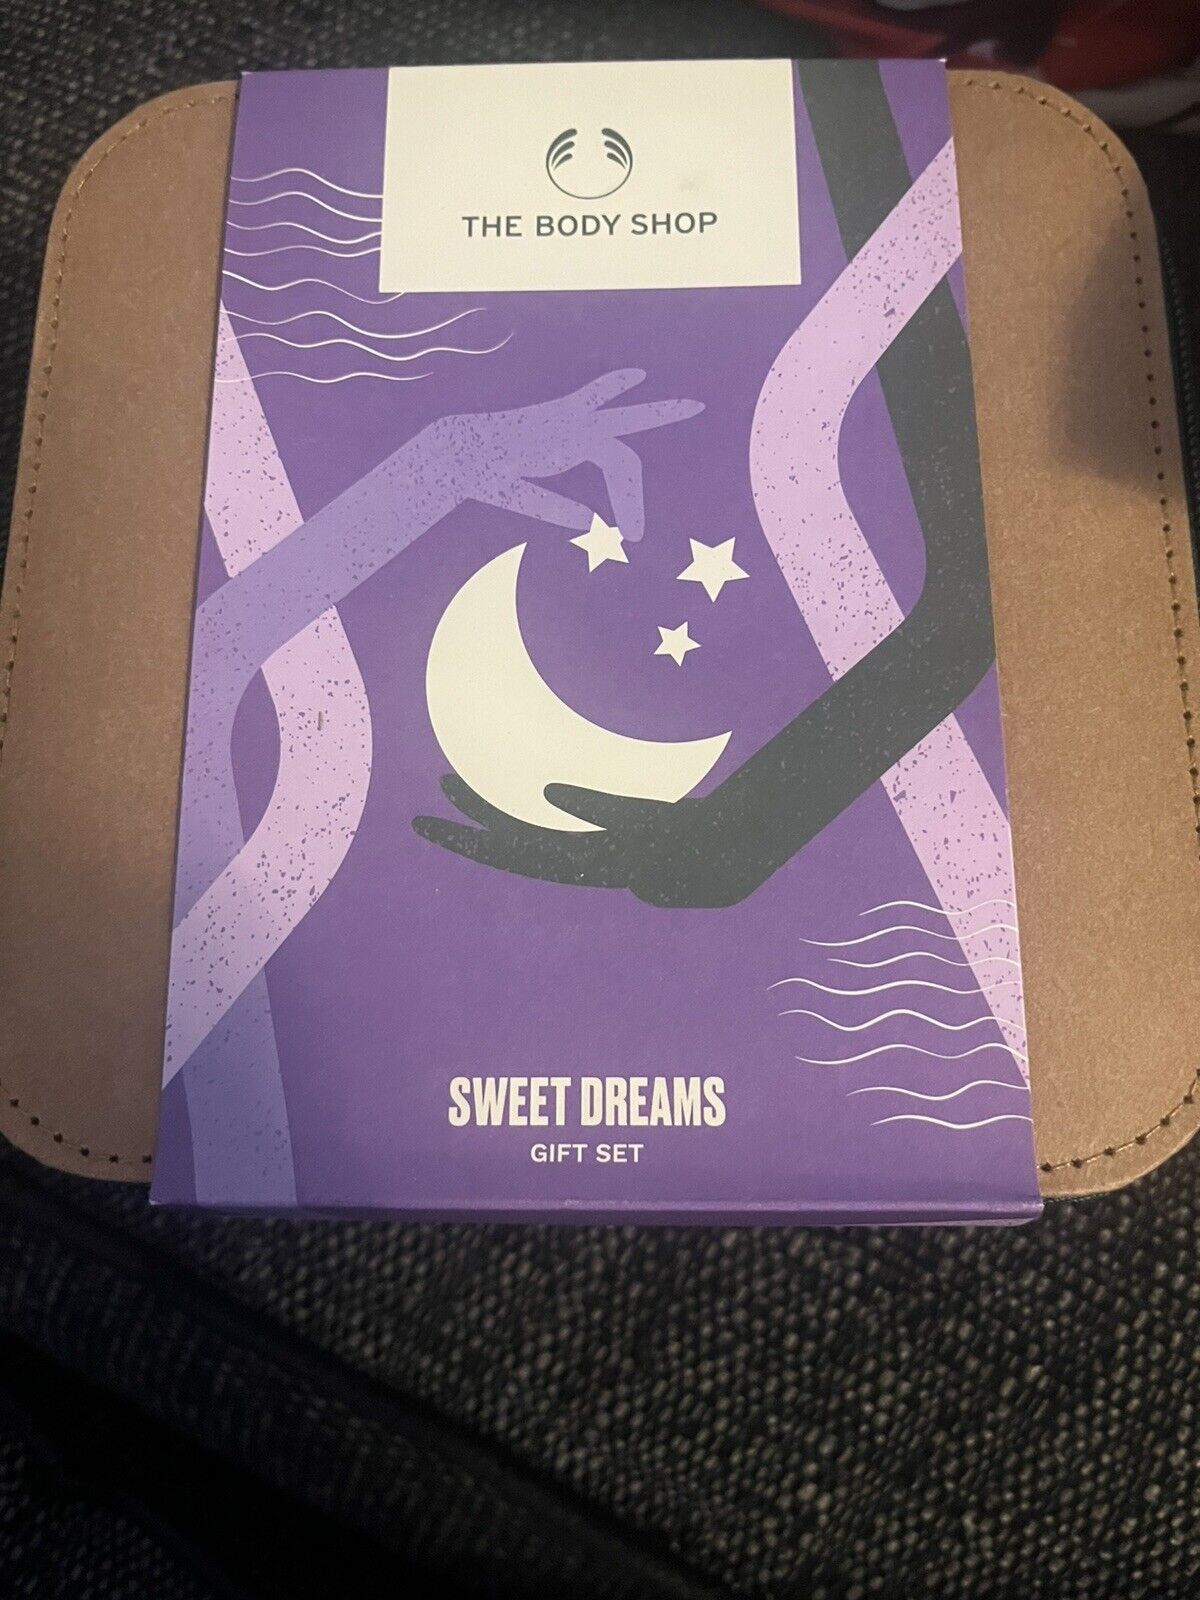 THE BODY SHOP
SWEET DREAMS
GIFT SET